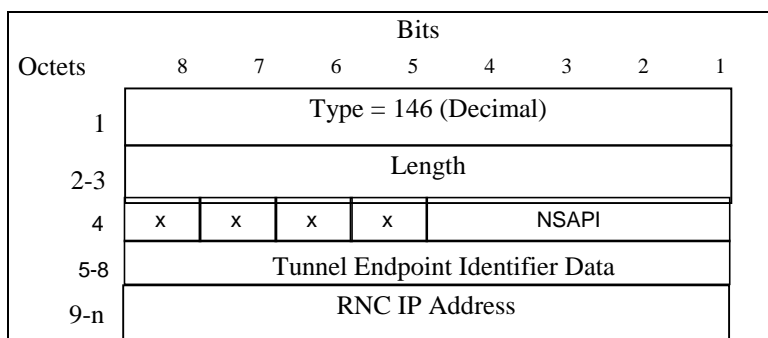 Bits
Octets 8 7 6 5 4 3 2 1
1 Type = 146 (Decimal)
2-3 Length
4 x x x x NSAPI
5-8 Tunnel Endpoint Identifier Data
9-n RNC IP Address